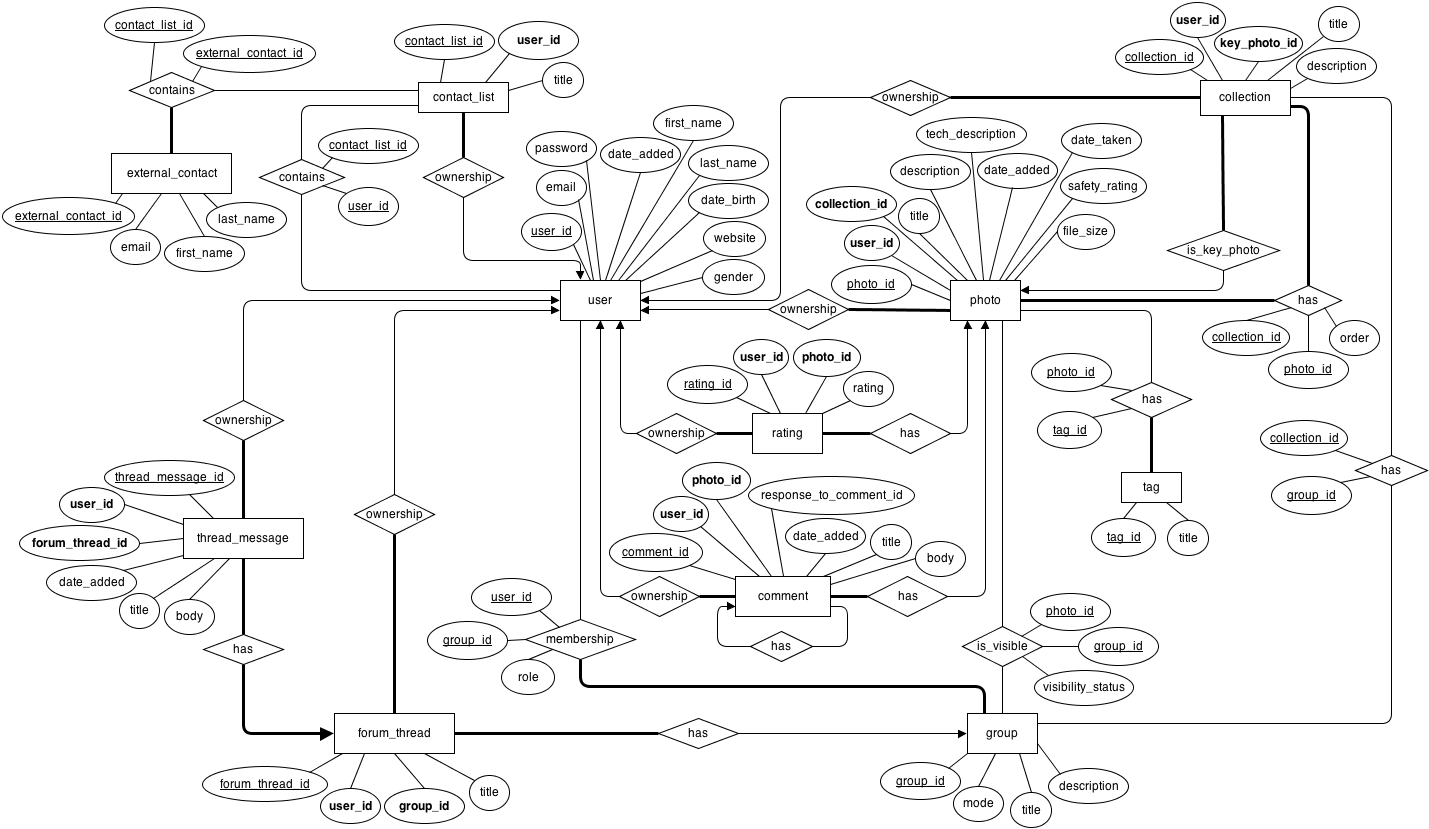 contact_list_id
external_contact_id
contains
contact_list_id
user_id
title
contact_list
external_contact
external_contact_id
email
first_name
last_name
contact_list_id
contains
user_id
ownership
password
email
user_id
date_added
first_name
last_name
date_birth
website
gender
user
ownership
user_id
key_photo_id
title
collection_id
description
collection
tech_description
date_taken
description
date_added
safety_rating
collection_id
title
file_size
user_id
photo_id
photo
ownership
is_key_photo
has
collection_id
order
photo_id
user_id
photo_id
rating_id
rating
ownership
rating
has
photo_id
has
tag_id
tag
tag_id
title
collection_id
has
group_id
ownership
thread_message_id
user_id
forum_thread_id
thread_message
date_added
title
body
has
ownership
photo_id
response_to_comment_id
user_id
date_added
title
comment_id
body
ownership
comment
has
has
user_id
group_id
membership
role
photo_id
is_visible
group_id
visibility_status
forum_thread
has
group
forum_thread_id
user_id
group_id
title
group_id
mode
title
description